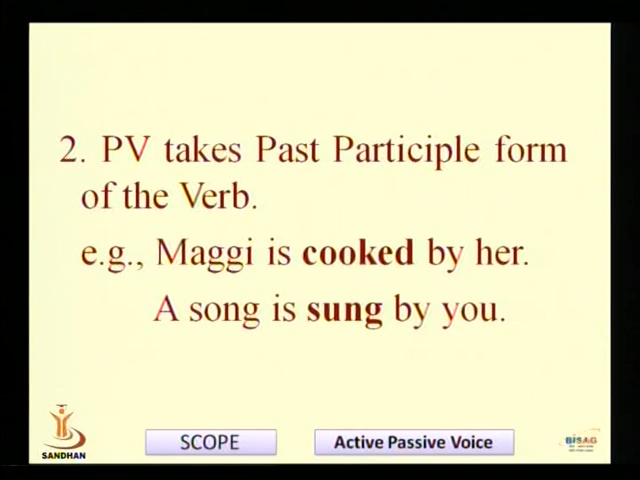 2. PV takes Past Participle form
of the Verb.
e.g., Maggi is cooked by her.
A song is sung by you.
SANDHAN
SCOPE
Active Passive Voice
BISAG